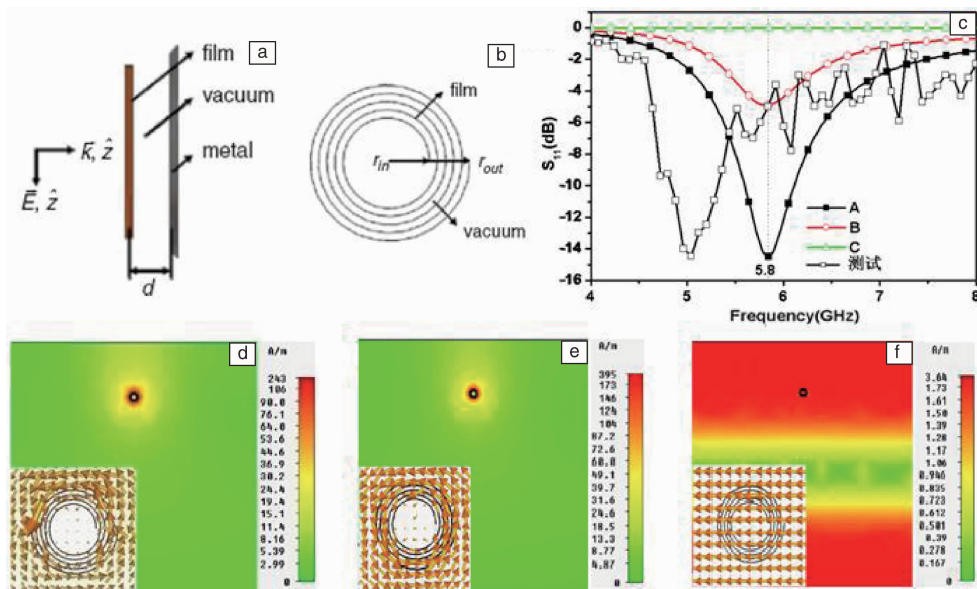 film
a
vacuum
metal
k̄, ẑ
Ē, ẑ
d
b
film
r_in
r_out
vacuum
c
0
-2
-4
-6
-8
-10
-12
-14
-16
S11(dB)
A
B
C
测试
5.8
4 5 6 7 8
Frequency(GHz)
d
A/m
243
106
90.0
76.1
64.0
53.6
44.6
36.9
30.2
24.4
19.4
15.1
11.4
8.16
5.39
2.99
0
e
A/m
395
173
146
124
104
87.2
72.6
60.0
49.1
39.7
31.6
24.6
18.5
13.3
8.77
4.87
0
f
A/m
3.64
1.73
1.61
1.51
1.39
1.28
1.17
1.06
0.946
0.835
0.723
0.612
0.501
0.39
0.278
0.167
0